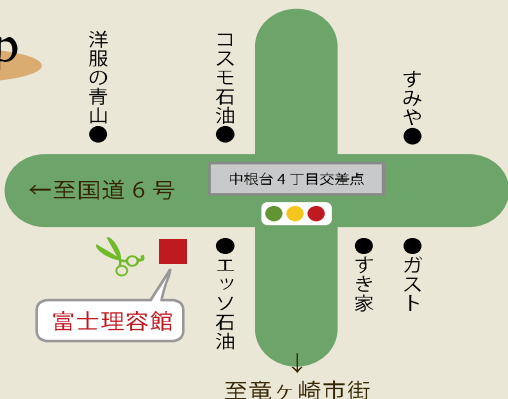 p
洋服の青山
コスモ石油
すみや
←至国道6号
中根台4丁目交差点
富士理容館
エッソ石油
すき家
ガスト
↓
至竜ヶ崎市街